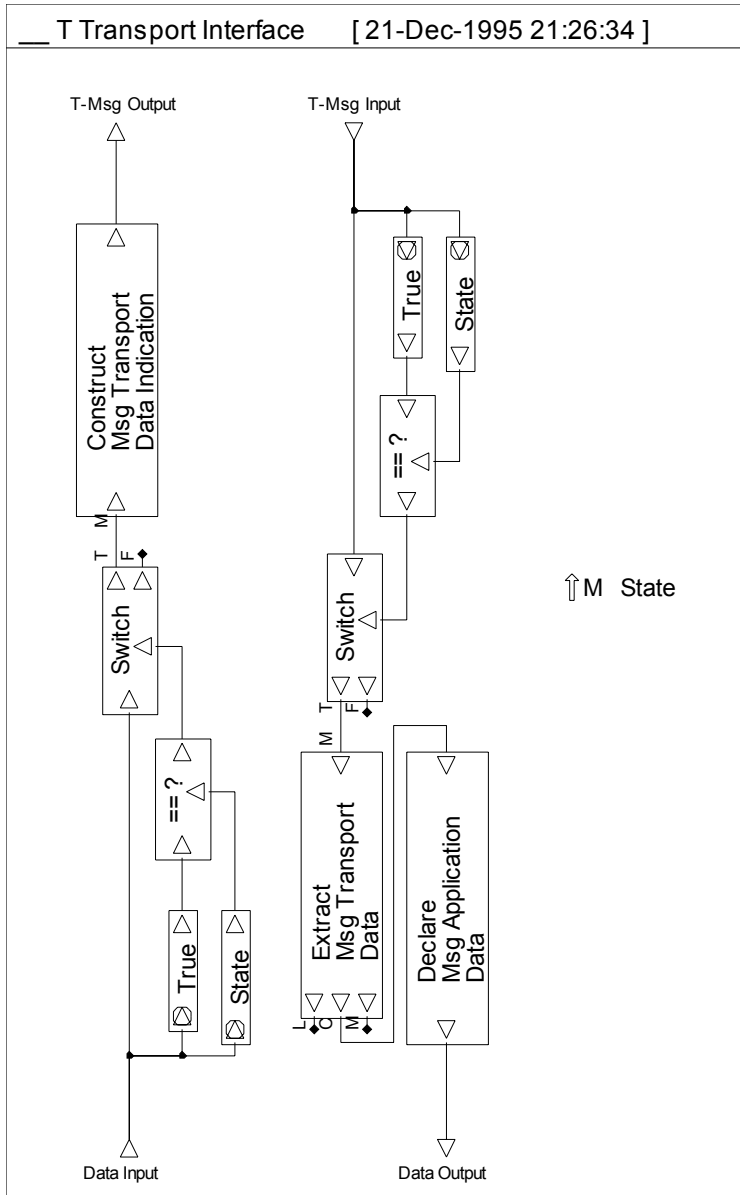 __ T Transport Interface [ 21-Dec-1995 21:26:34 ]
T-Msg Output
T-Msg Input
Construct
Msg Transport
Data Indication
M
T
F
Switch
== ?
True
State
Data Input
True
State
== ?
Switch
T
F
M
Extract
Msg Transport
Data
L
C
M
Declare
Msg Application
Data
Data Output
⇑ M State